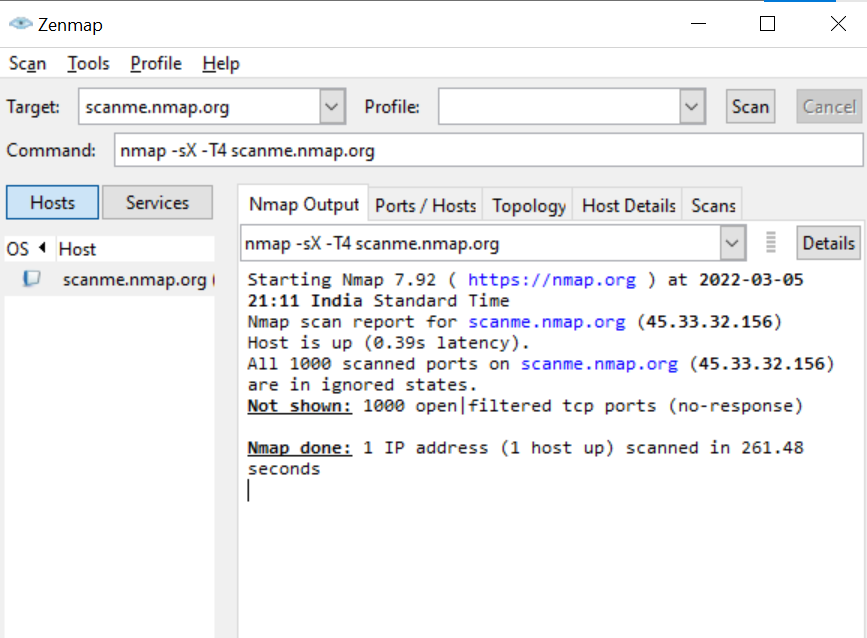 Zenmap
Scan Tools Profile Help
Target: scanme.nmap.org Profile: Scan Cancel
Command: nmap -sX -T4 scanme.nmap.org
Hosts Services
Nmap Output Ports / Hosts Topology Host Details Scans
OS Host
nmap -sX -T4 scanme.nmap.org Details
scanme.nmap.org (
Starting Nmap 7.92 ( https://nmap.org ) at 2022-03-05
21:11 India Standard Time
Nmap scan report for scanme.nmap.org (45.33.32.156)
Host is up (0.39s latency).
All 1000 scanned ports on scanme.nmap.org (45.33.32.156)
are in ignored states.
Not shown: 1000 open|filtered tcp ports (no-response)
Nmap done: 1 IP address (1 host up) scanned in 261.48
seconds